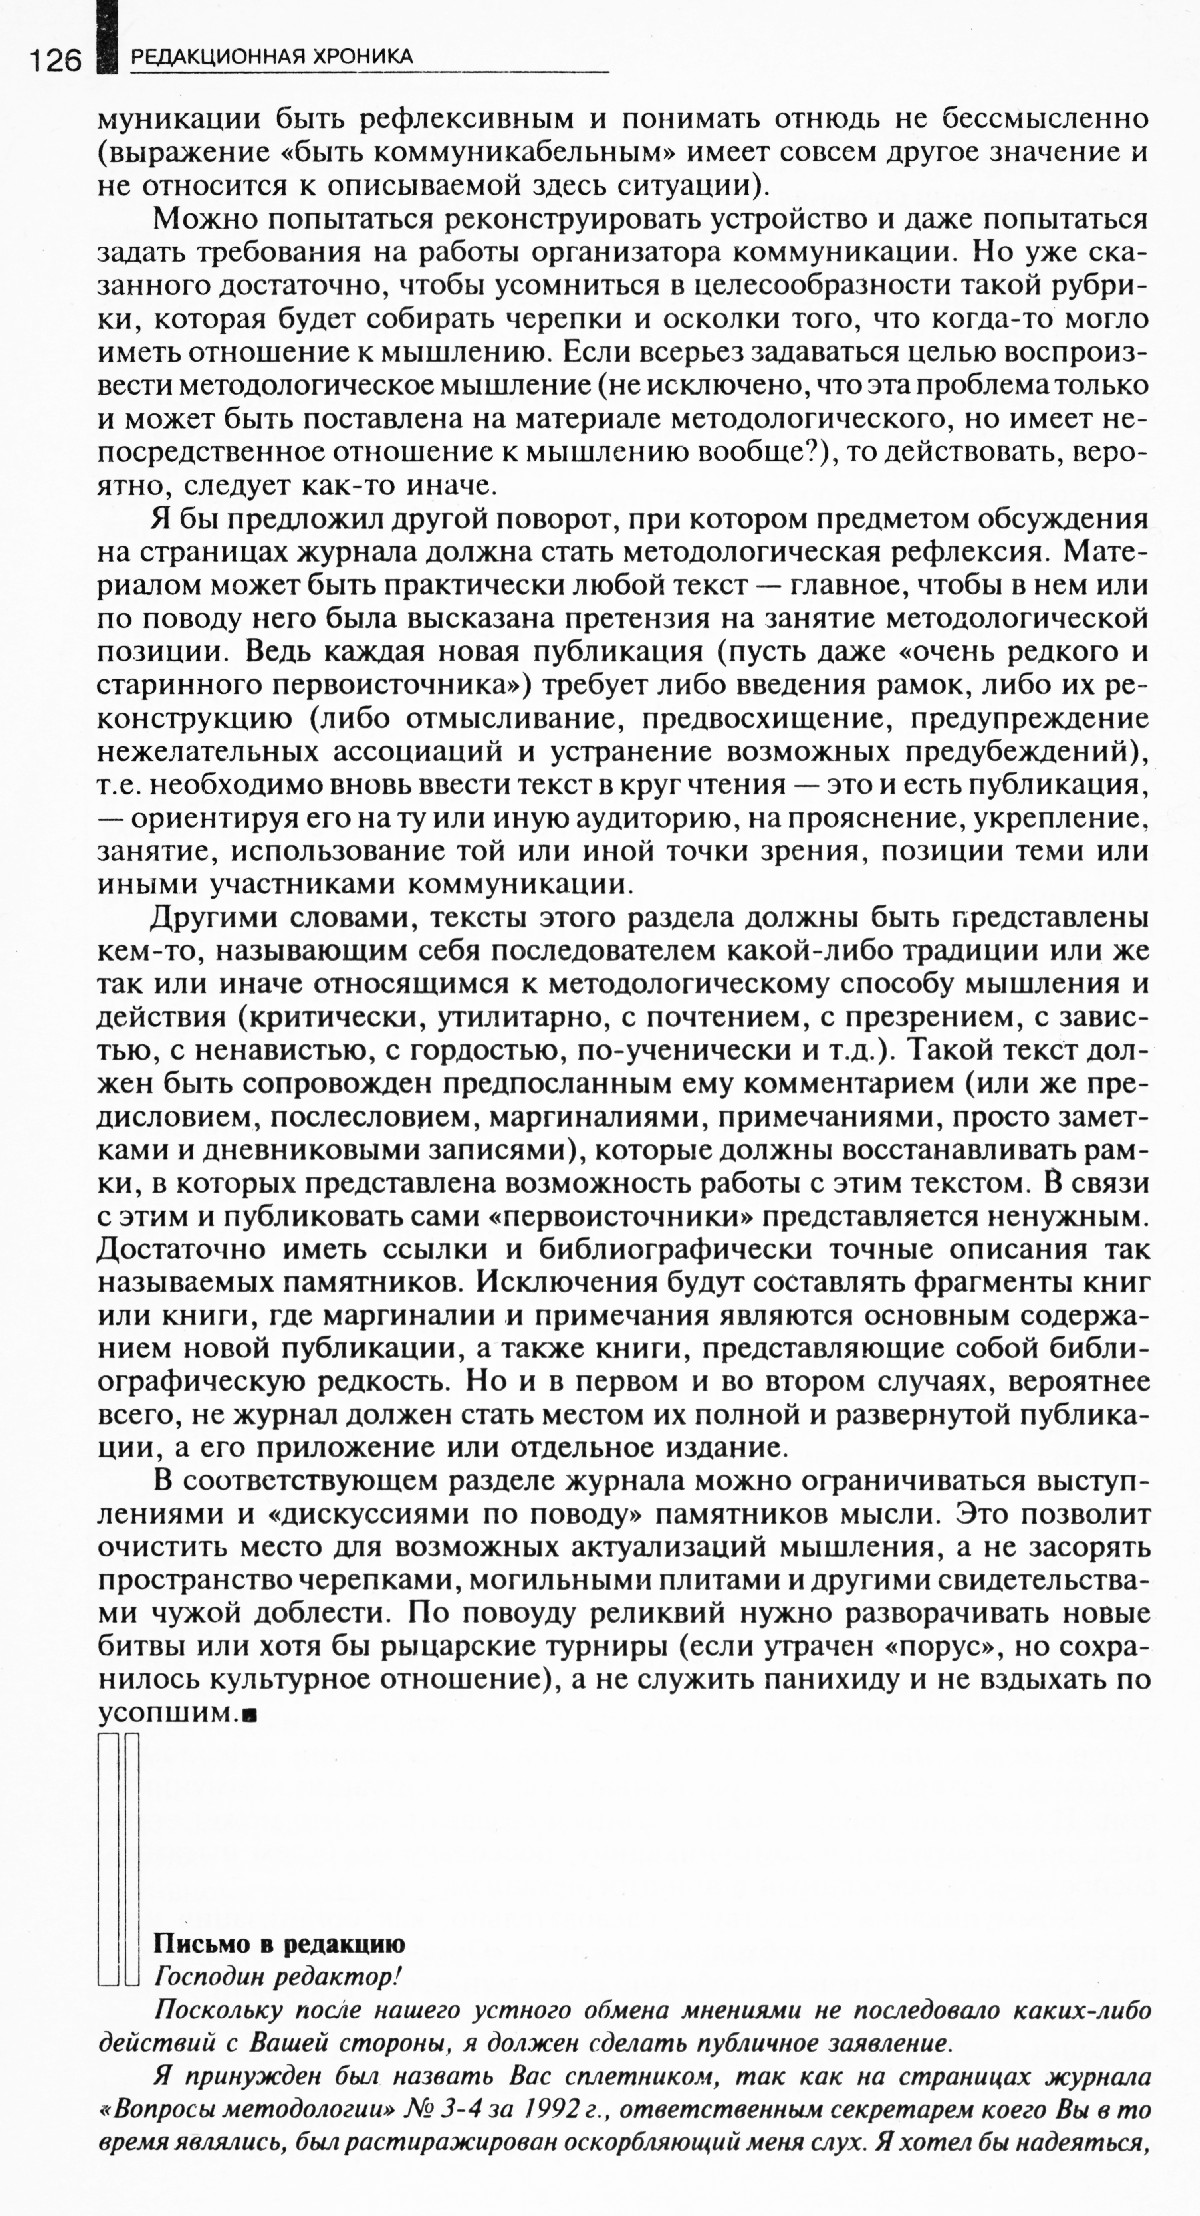 126
РЕДАКЦИОННАЯ ХРОНИКА
муникации быть рефлексивным и понимать отнюдь не бессмысленно
(выражение «быть коммуникабельным» имеет совсем другое значение и
не относится к описываемой здесь ситуации).
Можно попытаться реконструировать устройство и даже попытаться
задать требования на работы организатора коммуникации. Но уже ска-
занного достаточно, чтобы усомниться в целесообразности такой рубри-
ки, которая будет собирать черепки и осколки того, что когда-то могло
иметь отношение к мышлению. Если всерьез задаваться целью воспроиз-
вести методологическое мышление (не исключено, что эта проблема только
и может быть поставлена на материале методологического, но имеет не-
посредственное отношение к мышлению вообще?), то действовать, веро-
ятно, следует как-то иначе.
Я бы предложил другой поворот, при котором предметом обсуждения
на страницах журнала должна стать методологическая рефлексия. Мате-
риалом может быть практически любой текст — главное, чтобы в нем или
по поводу него была высказана претензия на занятие методологической
позиции. Ведь каждая новая публикация (пусть даже «очень редкого и
старинного первоисточника») требует либо введения рамок, либо их ре-
конструкцию (либо отмысливание, предвосхищение, предупреждение
нежелательных ассоциаций и устранение возможных предубеждений),
т.е. необходимо вновь ввести текст в круг чтения — это и есть публикация,
— ориентируя его на ту или иную аудиторию, на прояснение, укрепление,
занятие, использование той или иной точки зрения, позиции теми или
иными участниками коммуникации.
Другими словами, тексты этого раздела должны быть представлены
кем-то, называющим себя последователем какой-либо традиции или же
так или иначе относящимся к методологическому способу мышления и
действия (критически, утилитарно, с почтением, с презрением, с завис-
тью, с ненавистью, с гордостью, по-ученически и т.д.). Такой текст дол-
жен быть сопровожден предпосланным ему комментарием (или же пре-
дисловием, послесловием, маргиналиями, примечаниями, просто замет-
ками и дневниковыми записями), которые должны восстанавливать рам-
ки, в которых представлена возможность работы с этим текстом. В связи
с этим и публиковать сами «первоисточники» представляется ненужным.
Достаточно иметь ссылки и библиографически точные описания так
называемых памятников. Исключения будут составлять фрагменты книг
или книги, где маргиналии и примечания являются основным содержа-
нием новой публикации, а также книги, представляющие собой библи-
ографическую редкость. Но и в первом и во втором случаях, вероятнее
всего, не журнал должен стать местом их полной и развернутой публика-
ции, а его приложение или отдельное издание.
В соответствующем разделе журнала можно ограничиваться выступ-
лениями и «дискуссиями по поводу» памятников мысли. Это позволит
очистить место для возможных актуализаций мышления, а не засорять
пространство черепками, могильными плитами и другими свидетельства-
ми чужой доблести. По повоуду реликвий нужно разворачивать новые
битвы или хотя бы рыцарские турниры (если утрачен «порус», но сохра-
нилось культурное отношение), а не служить панихиду и не вздыхать по
усопшим.■
Письмо в редакцию
Господин редактор!
Поскольку после нашего устного обмена мнениями не последовало каких-либо
действий с Вашей стороны, я должен сделать публичное заявление.
Я принужден был назвать Вас сплетником, так как на страницах журнала
«Вопросы методологии» № 3-4 за 1992 г., ответственным секретарем коего Вы в то
время являлись, был растиражирован оскорбляющий меня слух. Я хотел бы надеяться,